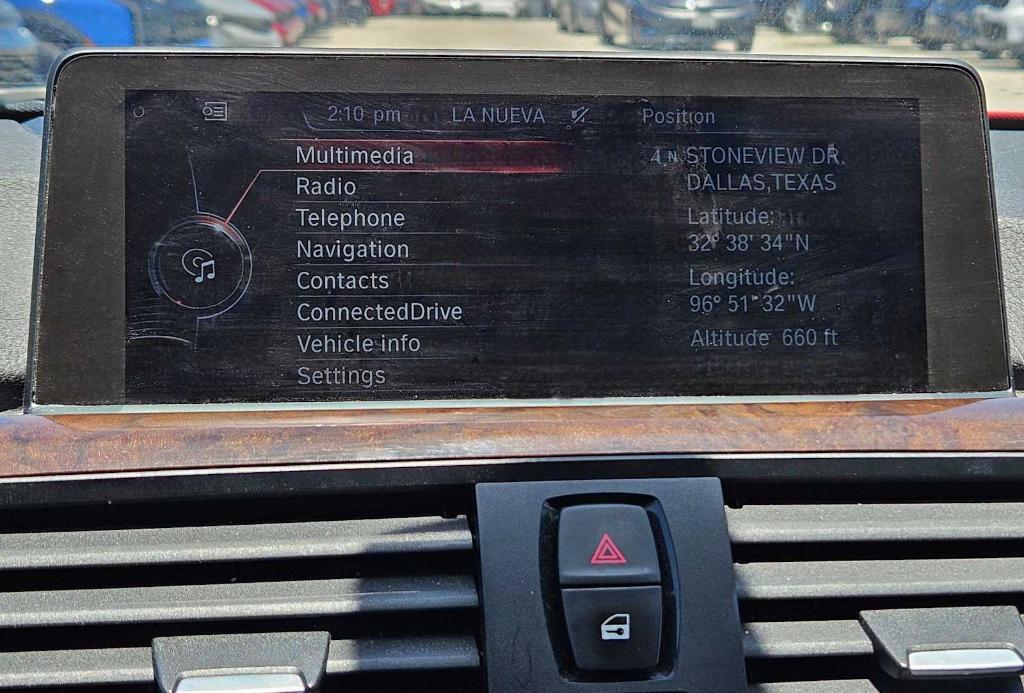 2:10 pm LA NUEVA Position
Multimedia
Radio
Telephone
Navigation
Contacts
ConnectedDrive
Vehicle info
Settings
N STONEVIEW DR.
DALLAS,TEXAS
Latitude:
32° 38' 34"N
Longitude:
96° 51' 32"W
Altitude 660 ft